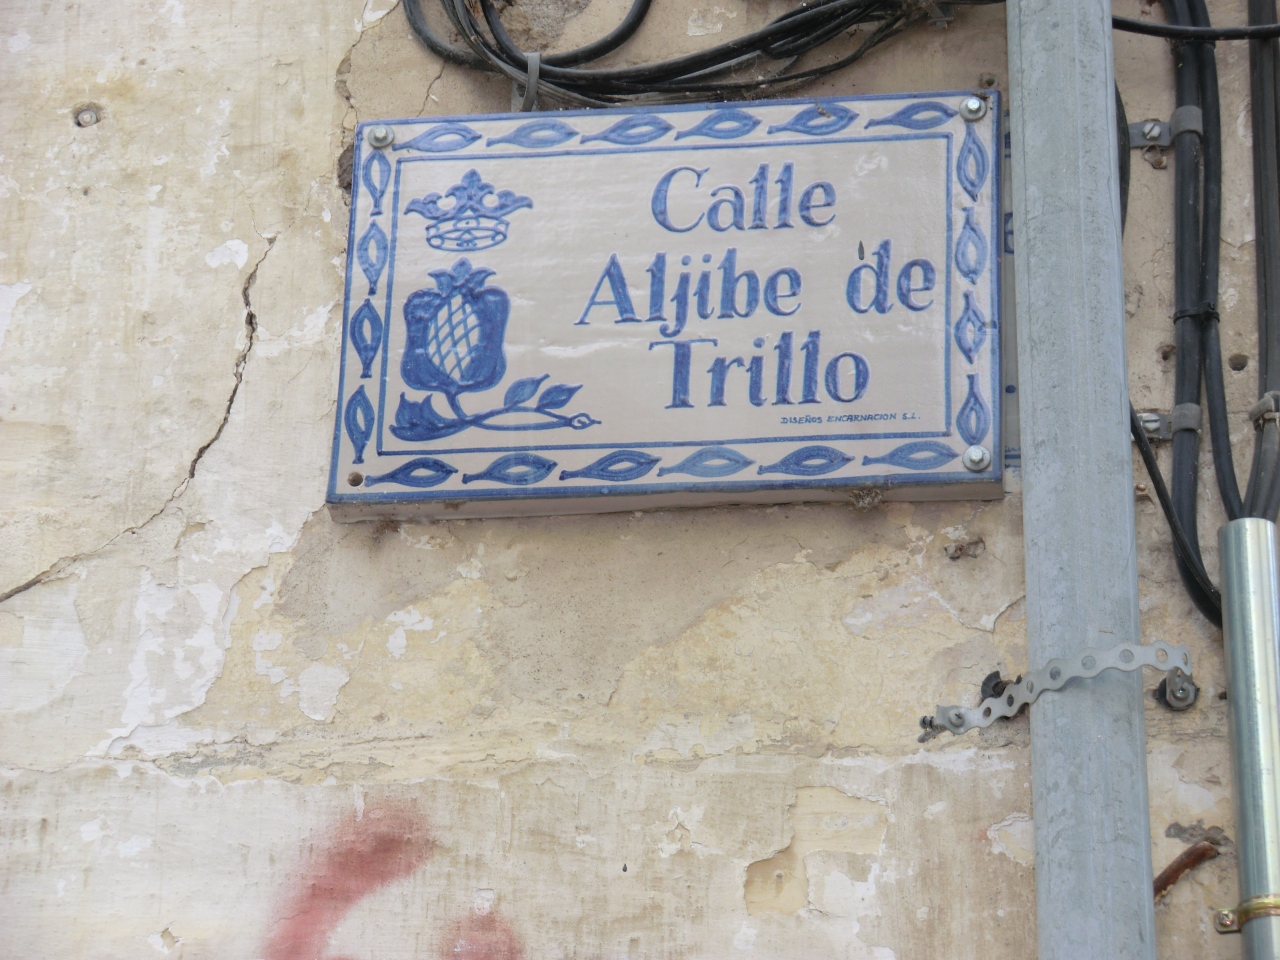 Calle
Aljibe de
Trillo
DISEÑOS ENCARNACION S.L.